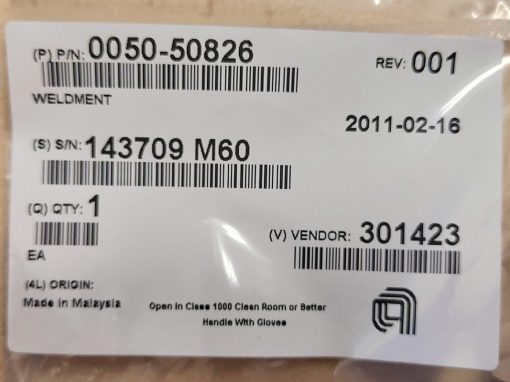 (P) P/N: 0050-50826
REV: 001
WELDMENT
2011-02-16
(S) S/N: 143709 M60
(Q) QTY: 1
(V) VENDOR: 301423
EA
(4L) ORIGIN:
Made in Malaysia
Open in Class 1000 Clean Room or Better
Handle With Gloves